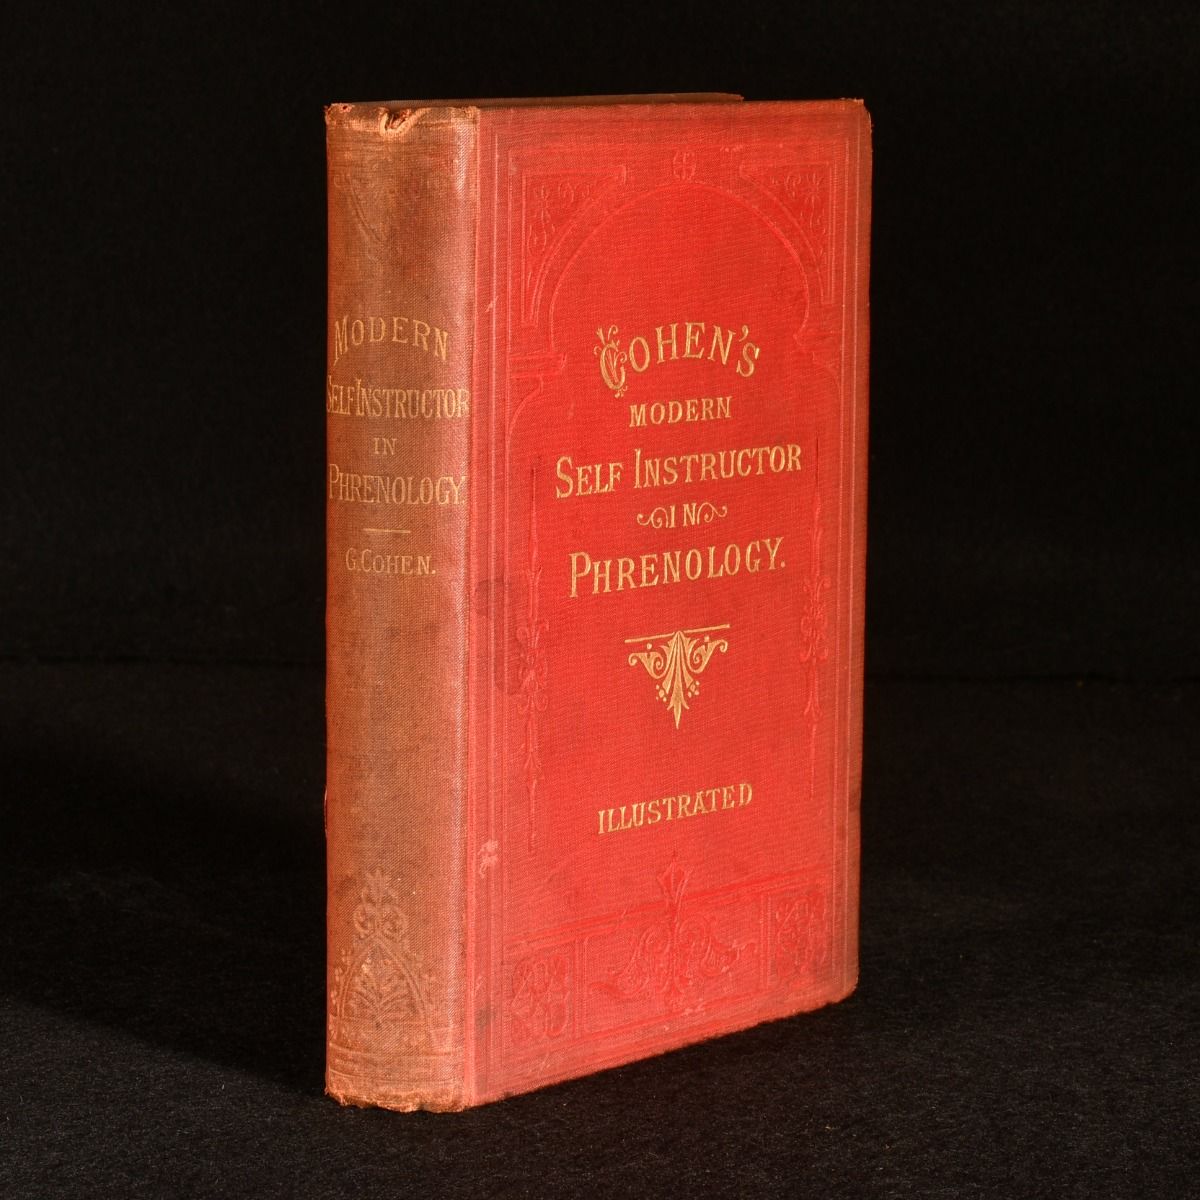 MODERN
SELF INSTRUCTOR
IN
PHRENOLOGY.
G. COHEN.
COHEN'S
MODERN
SELF INSTRUCTOR
IN
PHRENOLOGY.
ILLUSTRATED